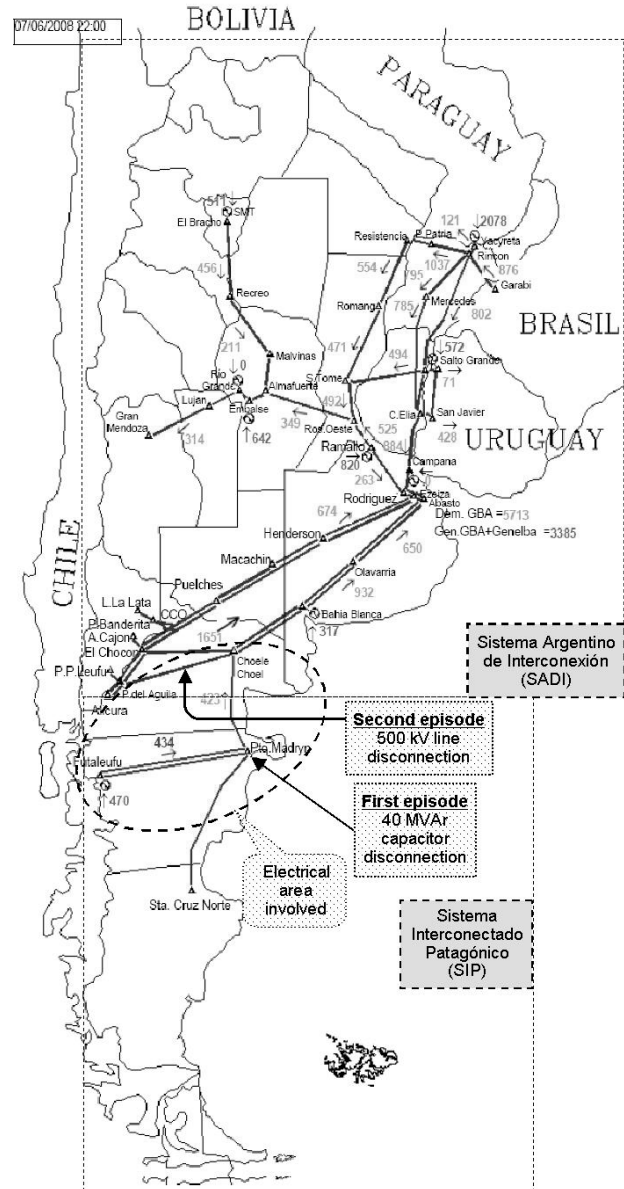 BOLIVIA
07/06/2008 22:00
PARAGUAY
511
SMT
El Bracho
121
2078
P.Patria
Resistencia
Yacyreta
Rincon
1037
554
795
876
456
Garabi
Recreo
Romang
785
Mercedes
802
BRASIL
211
471
494
572
Malvinas
Salto Grande
0
Rio
Grande
S.Tome
71
Almafuerte
Lujan
492
Embalse
C.Elia
San Javier
Gran
Mendoza
349
Ros.Oeste
525
314
642
428
Ramallo
884
URUGUAY
820
Campana
263
0
Rodriguez
Ezeiza
Abasto
674
Dem. GBA =5713
Henderson
Gen.GBA+Genelba =3385
650
Macachin
CHILE
Olavarria
932
Puelches
L.La Lata
CCO
P.Banderita
Bahia Blanca
A.Cajon
317
El Chocon
1651
Sistema Argentino
de Interconexión
(SADI)
Choele
Choel
P.P.Leufu
P.del Aguila
Alicura
423
Second episode
500 kV line
disconnection
434
Pto.Madryn
Futaleufu
First episode
40 MVAr
capacitor
disconnection
470
Electrical
area
involved
Sta. Cruz Norte
Sistema
Interconectado
Patagónico
(SIP)